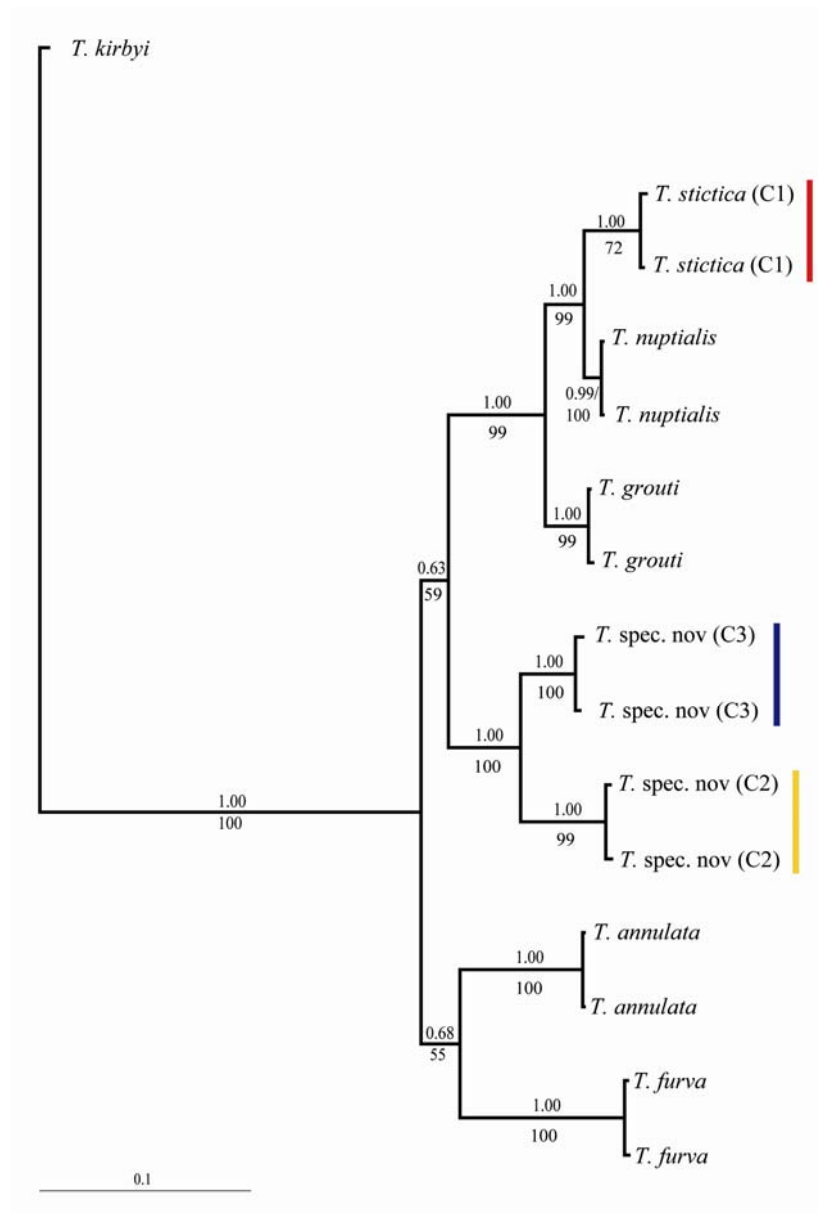 T. kirbyi
T. stictica (C1)
1.00
72
T. stictica (C1)
1.00
99
T. nuptialis
0.99/
100
T. nuptialis
1.00
99
T. grouti
1.00
99
T. grouti
0.63
59
T. spec. nov (C3)
1.00
100
T. spec. nov (C3)
1.00
100
T. spec. nov (C2)
1.00
99
T. spec. nov (C2)
1.00
100
T. annulata
1.00
100
T. annulata
0.68
55
T. furva
1.00
100
T. furva
0.1